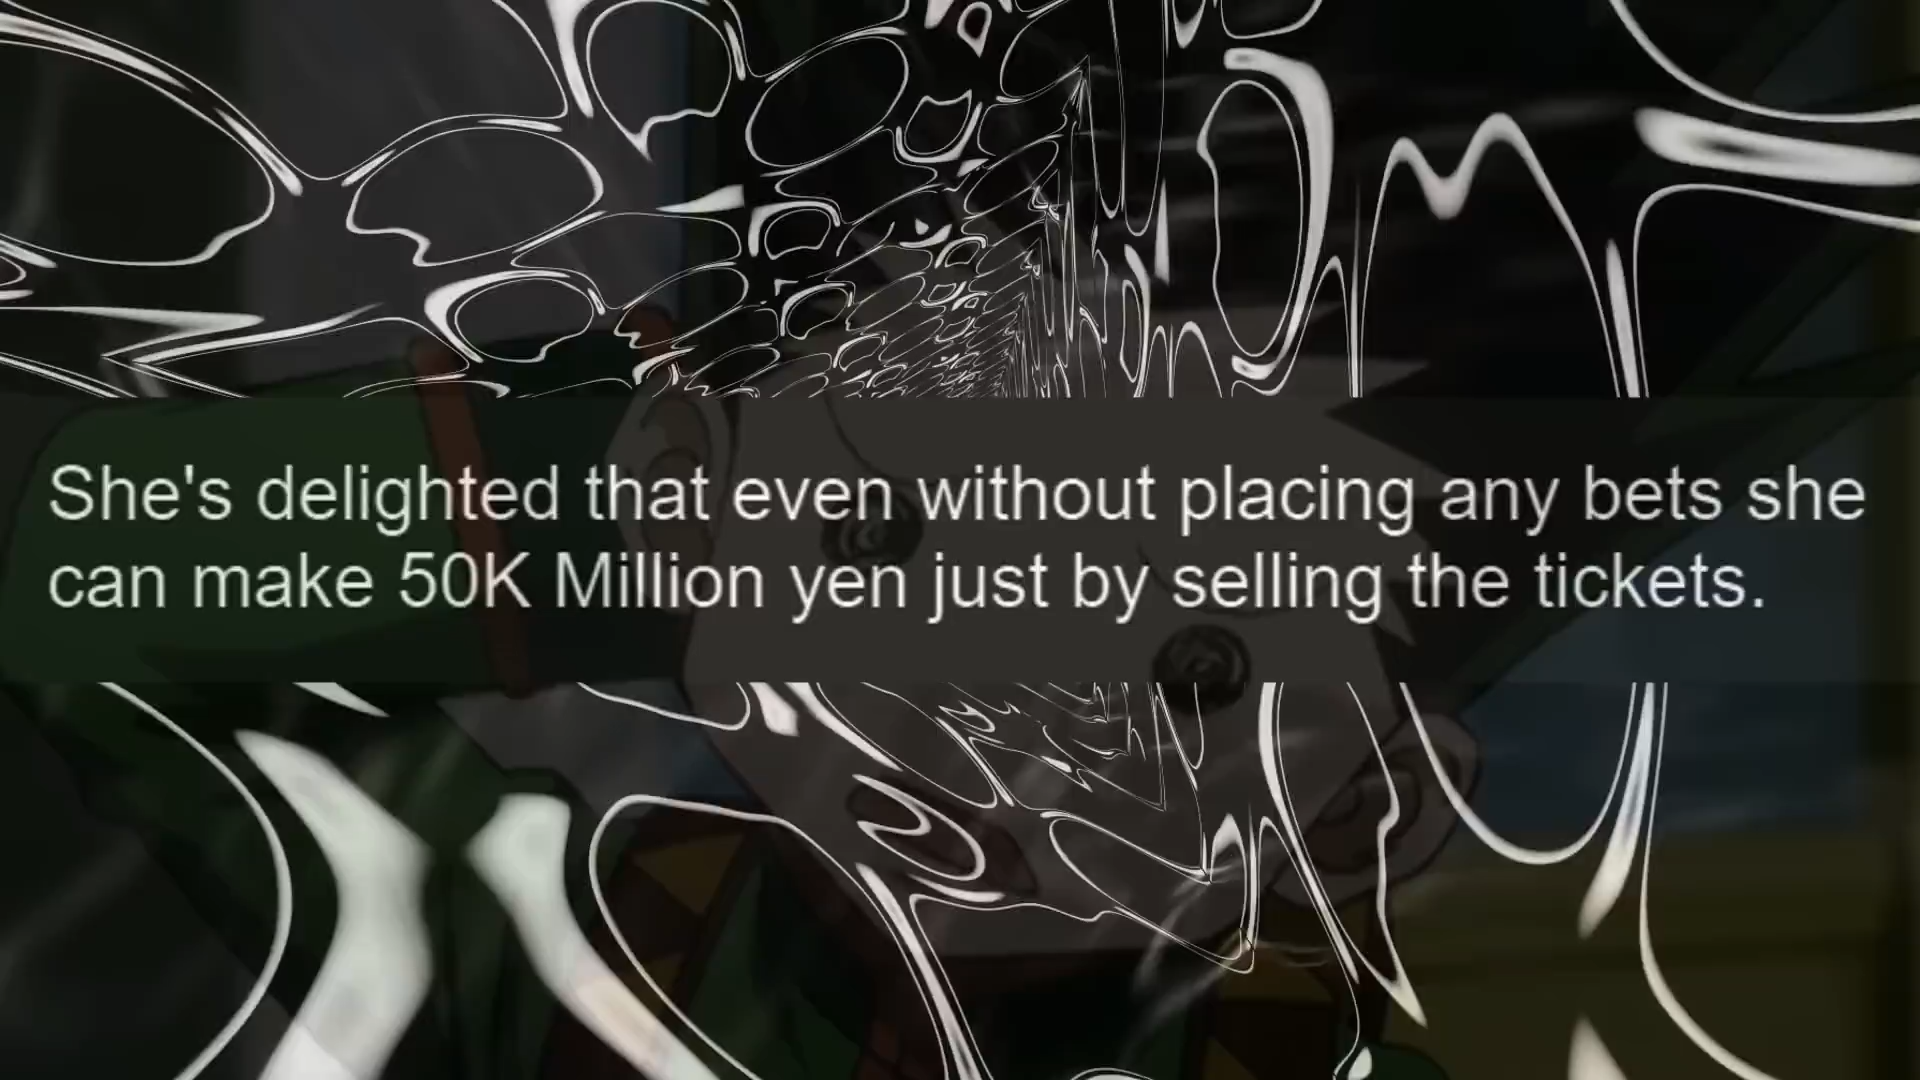 She's delighted that even without placing any bets she
can make 50K Million yen just by selling the tickets.